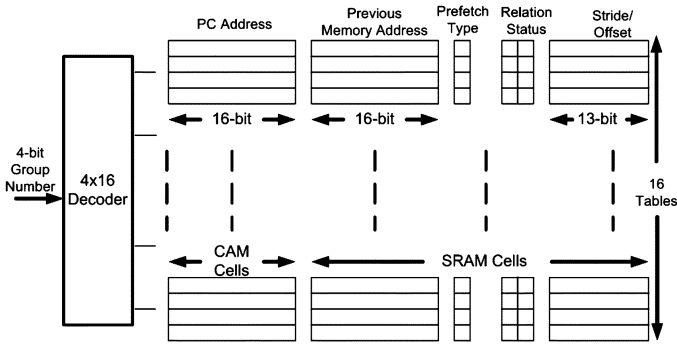 PC Address
Previous
Memory Address
Prefetch
Type
Relation
Status
Stride/
Offset
16-bit
16-bit
13-bit
4-bit
Group
Number
4x16
Decoder
16
Tables
CAM
Cells
SRAM Cells